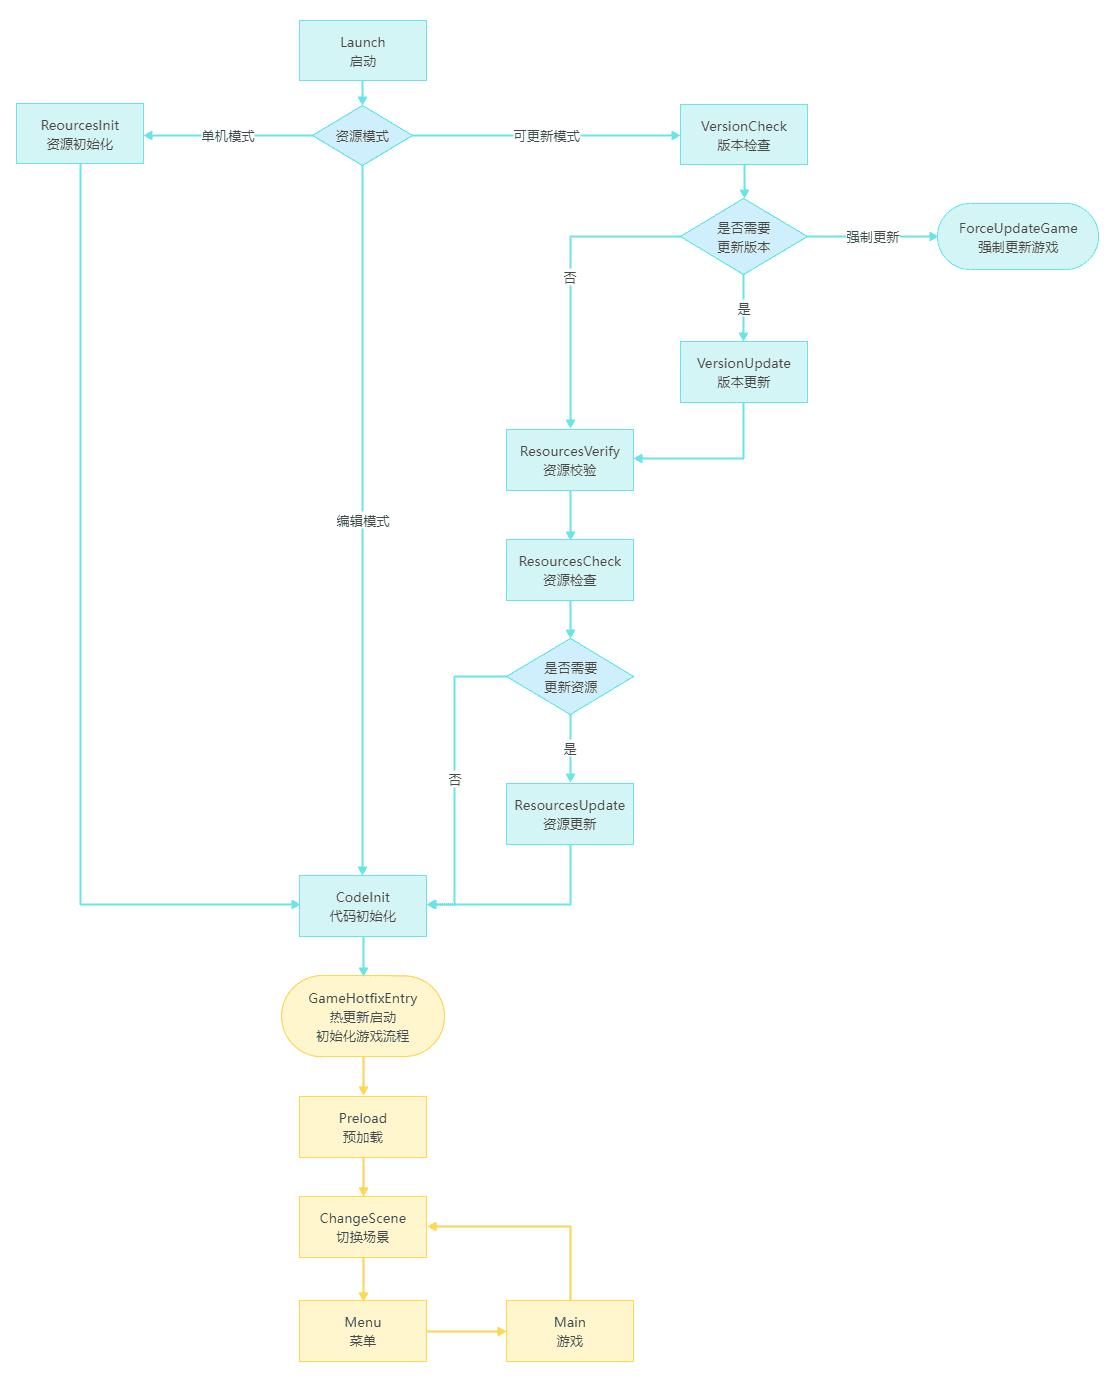 Launch
启动
ReourcesInit
资源初始化
单机模式
资源模式
可更新模式
VersionCheck
版本检查
是否需要
更新版本
强制更新
ForceUpdateGame
强制更新游戏
否
是
VersionUpdate
版本更新
ResourcesVerify
资源校验
编辑模式
ResourcesCheck
资源检查
是否需要
更新资源
是
否
ResourcesUpdate
资源更新
CodeInit
代码初始化
GameHotfixEntry
热更新启动
初始化游戏流程
Preload
预加载
ChangeScene
切换场景
Menu
菜单
Main
游戏